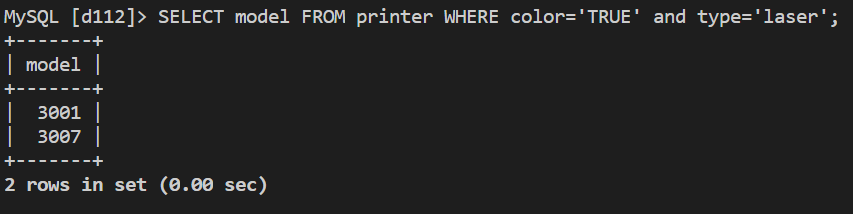 MySQL [d112]> SELECT model FROM printer WHERE color='TRUE' and type='laser';
+-------+
| model |
+-------+
|  3001 |
|  3007 |
+-------+
2 rows in set (0.00 sec)